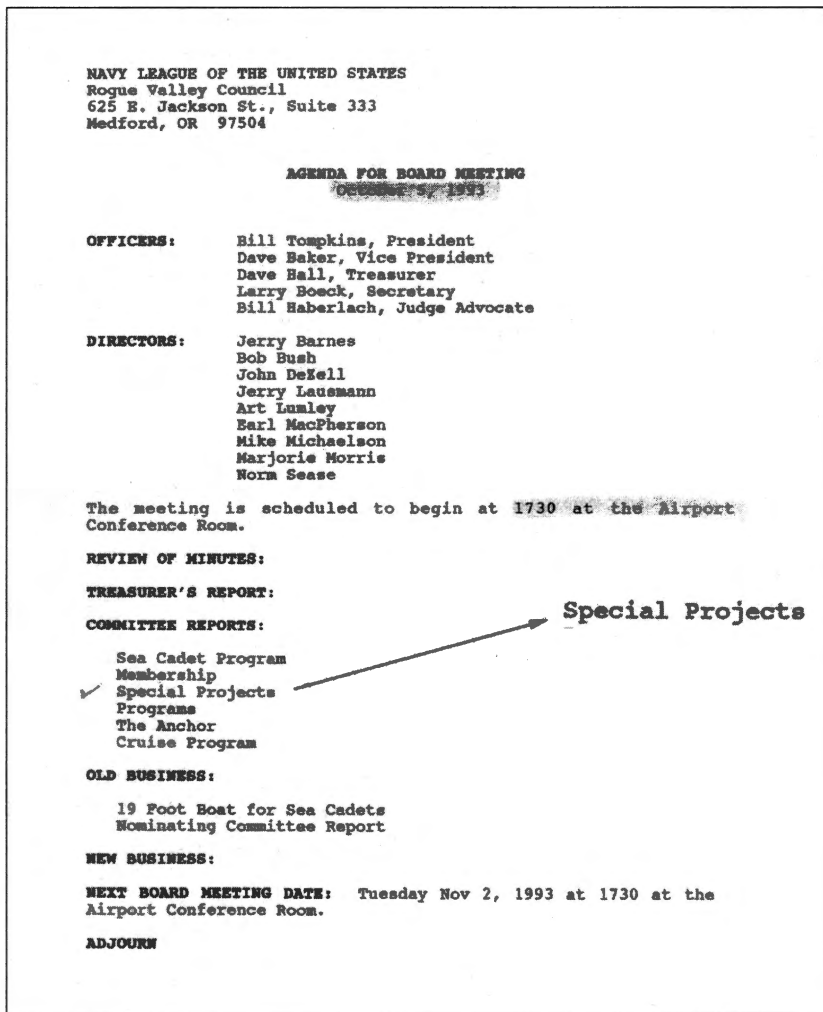 NAVY LEAGUE OF THE UNITED STATES
Rogue Valley Council
625 E. Jackson St., Suite 333
Medford, OR 97504
AGENDA FOR BOARD MEETING
October 5, 1993
OFFICERS: Bill Tompkins, President
Dave Baker, Vice President
Dave Hall, Treasurer
Larry Boeck, Secretary
Bill Haberlach, Judge Advocate
DIRECTORS: Jerry Barnes
Bob Bush
John DeZell
Jerry Lausmann
Art Lumley
Earl MacPherson
Mike Michaelson
Marjorie Morris
Norm Sease
The meeting is scheduled to begin at 1730 at the Airport
Conference Room.
REVIEW OF MINUTES:
TREASURER'S REPORT:
COMMITTEE REPORTS:
Special Projects
Sea Cadet Program
Membership
✓ Special Projects
Programs
The Anchor
Cruise Program
OLD BUSINESS:
19 Foot Boat for Sea Cadets
Nominating Committee Report
NEW BUSINESS:
NEXT BOARD MEETING DATE: Tuesday Nov 2, 1993 at 1730 at the
Airport Conference Room.
ADJOURN